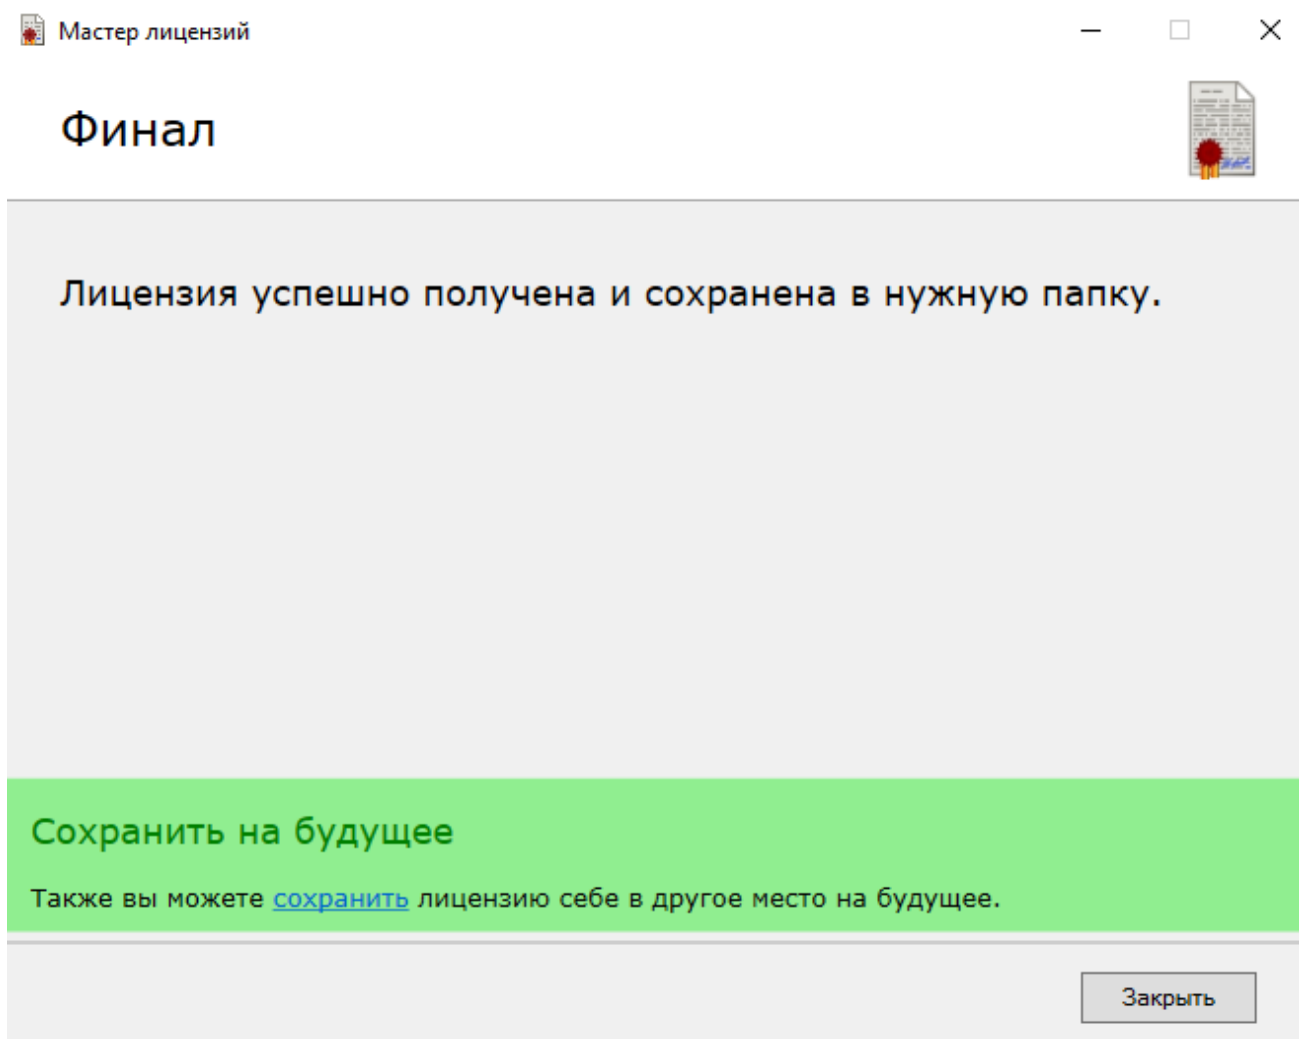 Мастер лицензий
Финал
Лицензия успешно получена и сохранена в нужную папку.
Сохранить на будущее
Также вы можете сохранить лицензию себе в другое место на будущее.
Закрыть